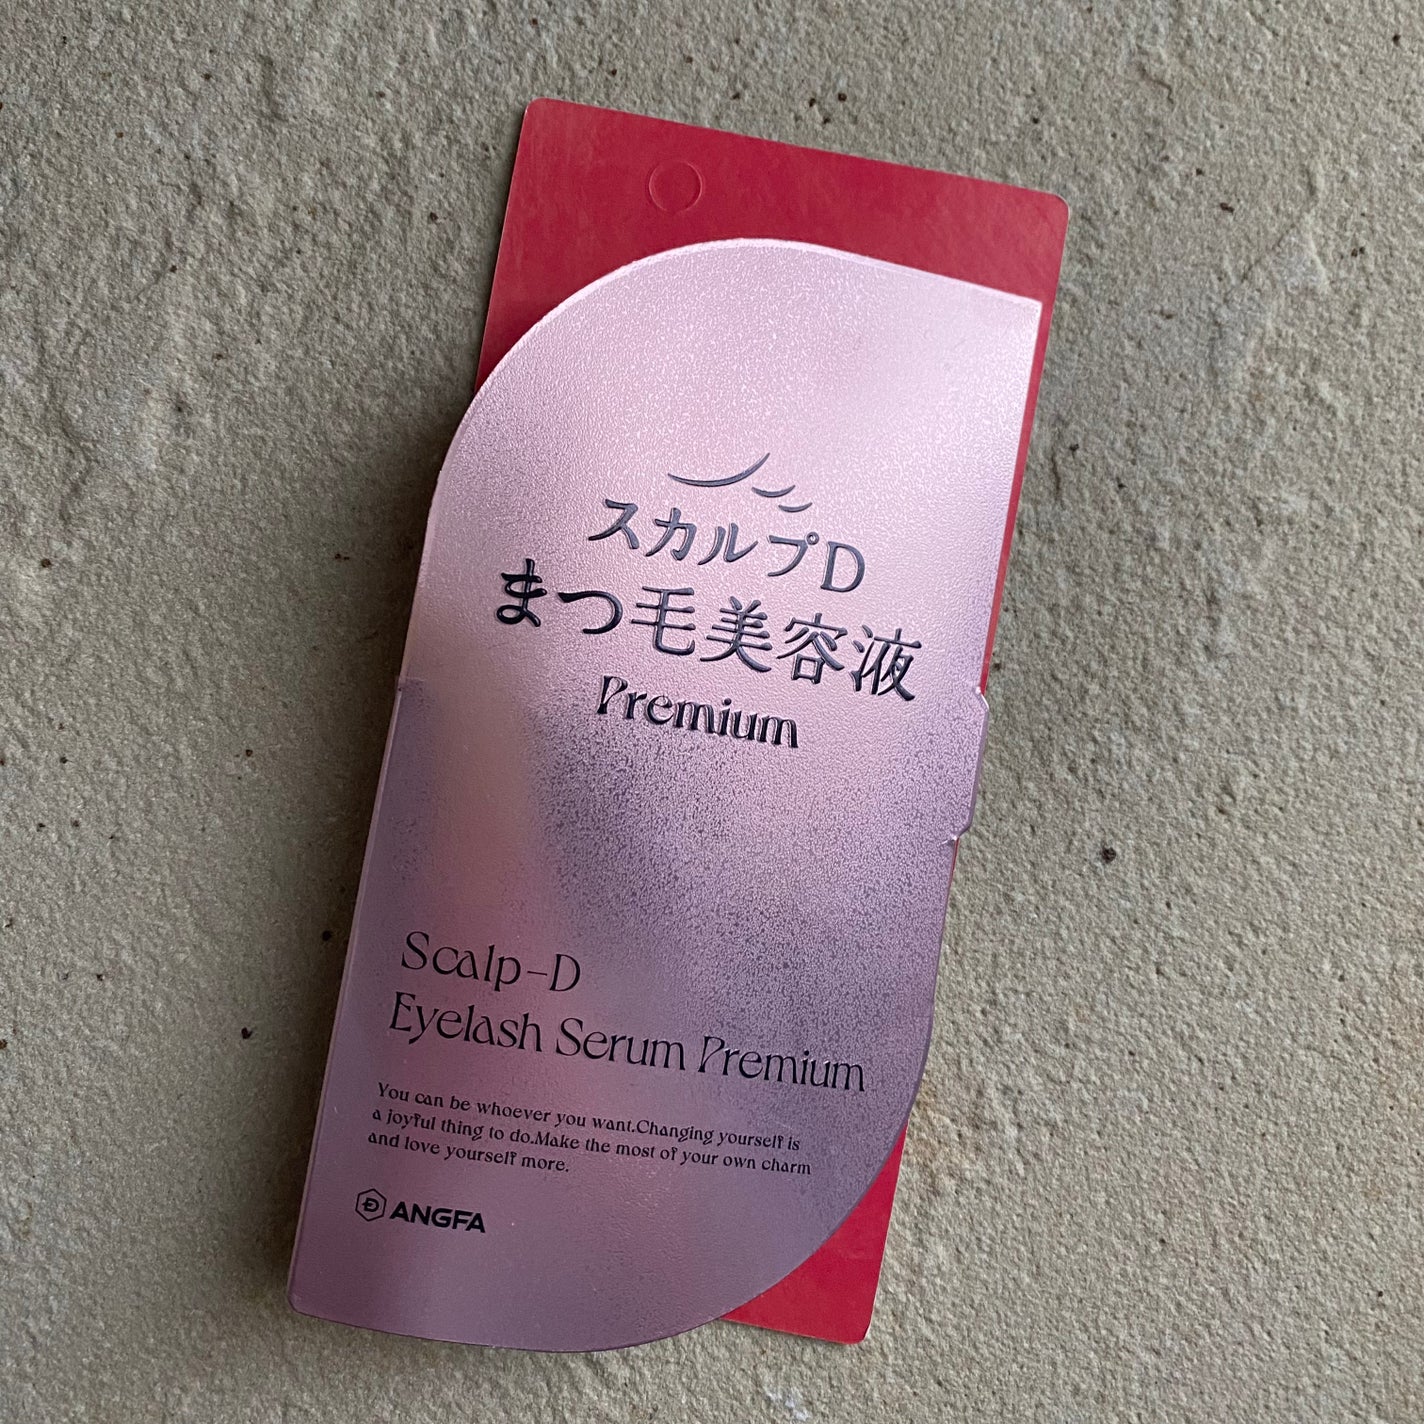 スカルプD
まつ毛美容液
Premium
Scalp-D
Eyelash Serum Premium
You can be whoever you want.Changing yourself is
a joyful thing to do.Make the most of your own charm
and love yourself more.
ANGFA